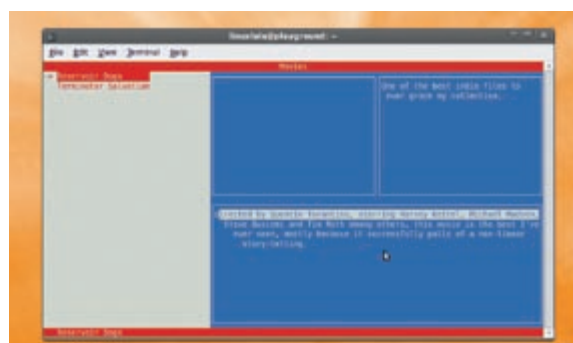 linuxlala@playground: ~
File Edit View Terminal Help
Movies
Reservoir Dogs
Terminator Salvation
One of the best indie films to
ever grace my collection.
Directed by Quentin Tarantino, starring Harvey Keitel, Michael Madsen,
Steve Buscemi and Tim Roth among others, this movie is the best I've
ever seen, mostly because it successfully pulls of a non-linear
story-telling.
Reservoir Dogs